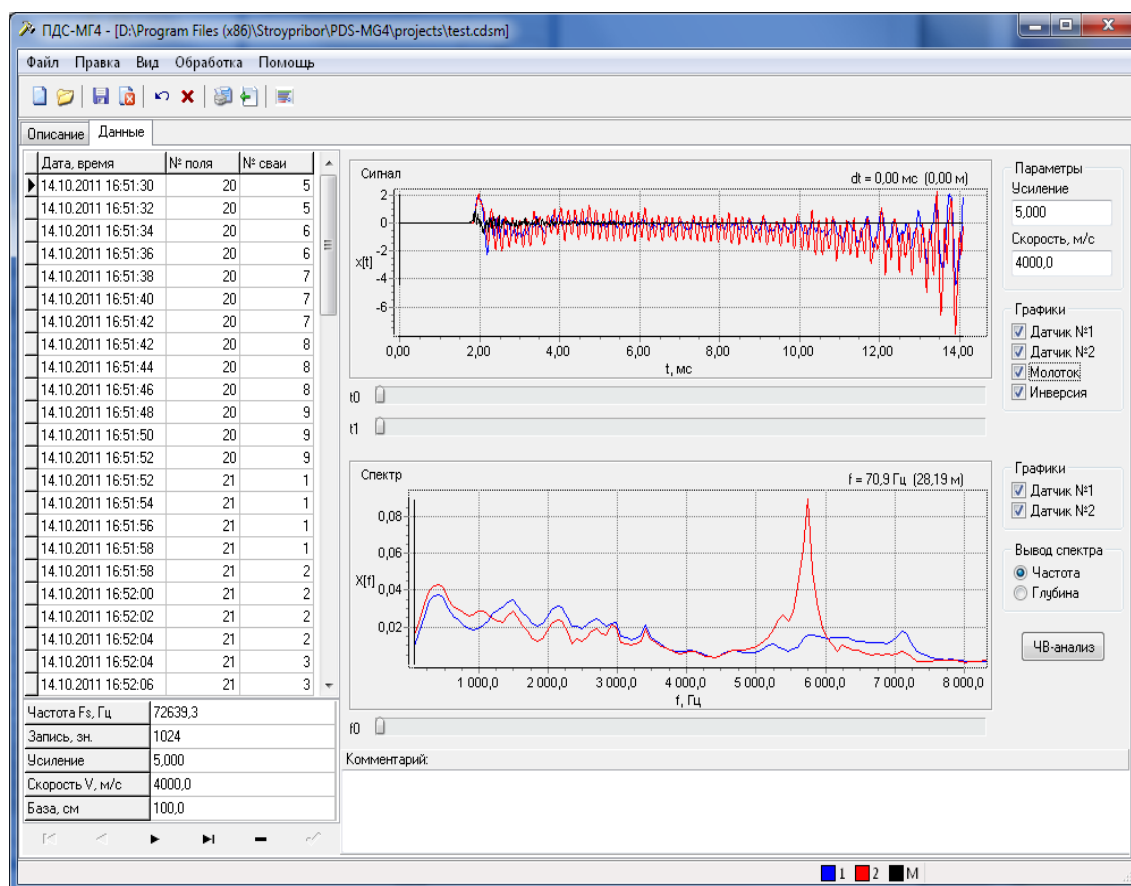 ПДС-МГ4 - [D:\Program Files (x86)\Stroypribor\PDS-MG4\projects\test.cdsm]
Файл Правка Вид Обработка Помощь
Описание Данные
Дата, время № поля № сваи
14.10.2011 16:51:30 20 5
14.10.2011 16:51:32 20 5
14.10.2011 16:51:34 20 6
14.10.2011 16:51:36 20 6
14.10.2011 16:51:38 20 7
14.10.2011 16:51:40 20 7
14.10.2011 16:51:42 20 7
14.10.2011 16:51:42 20 8
14.10.2011 16:51:44 20 8
14.10.2011 16:51:46 20 8
14.10.2011 16:51:48 20 9
14.10.2011 16:51:50 20 9
14.10.2011 16:51:52 20 9
14.10.2011 16:51:52 21 1
14.10.2011 16:51:54 21 1
14.10.2011 16:51:56 21 1
14.10.2011 16:51:58 21 1
14.10.2011 16:51:58 21 2
14.10.2011 16:52:00 21 2
14.10.2011 16:52:02 21 2
14.10.2011 16:52:04 21 2
14.10.2011 16:52:04 21 3
14.10.2011 16:52:06 21 3
Частота Fs, Гц 72639,3
Запись, зн. 1024
Усиление 5,000
Скорость V, м/с 4000,0
База, см 100,0
Сигнал dt = 0,00 мс (0,00 м)
2
0
-2
x[t]
-4
-6
0,00 2,00 4,00 6,00 8,00 10,00 12,00 14,00
t, мс
t0
t1
Спектр f = 70,9 Гц (28,19 м)
0,08
0,06
X[f]
0,04
0,02
1 000,0 2 000,0 3 000,0 4 000,0 5 000,0 6 000,0 7 000,0 8 000,0
f, Гц
f0
Комментарий:
Параметры
Усиление
5,000
Скорость, м/с
4000,0
Графики
Датчик №1
Датчик №2
Молоток
Инверсия
Графики
Датчик №1
Датчик №2
Вывод спектра
Частота
Глубина
ЧВ-анализ
1 2 М